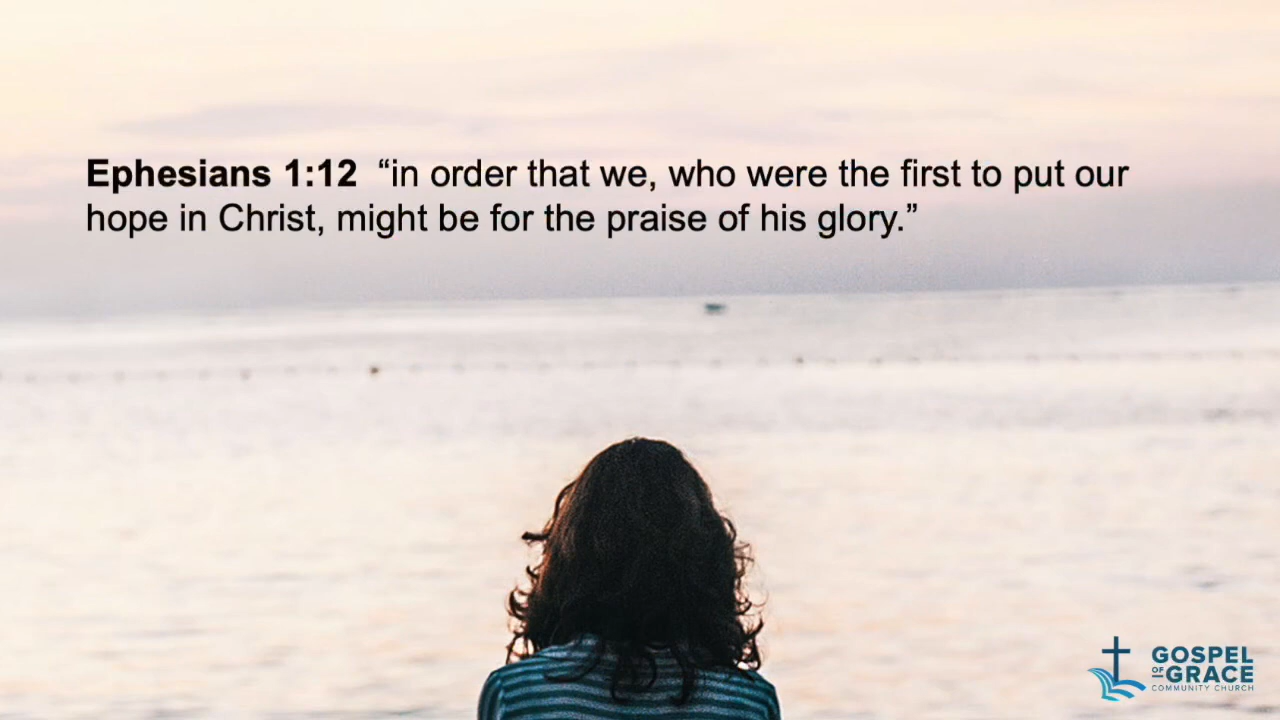 Ephesians 1:12 “in order that we, who were the first to put our
hope in Christ, might be for the praise of his glory.”
GOSPEL
OF
GRACE
COMMUNITY CHURCH